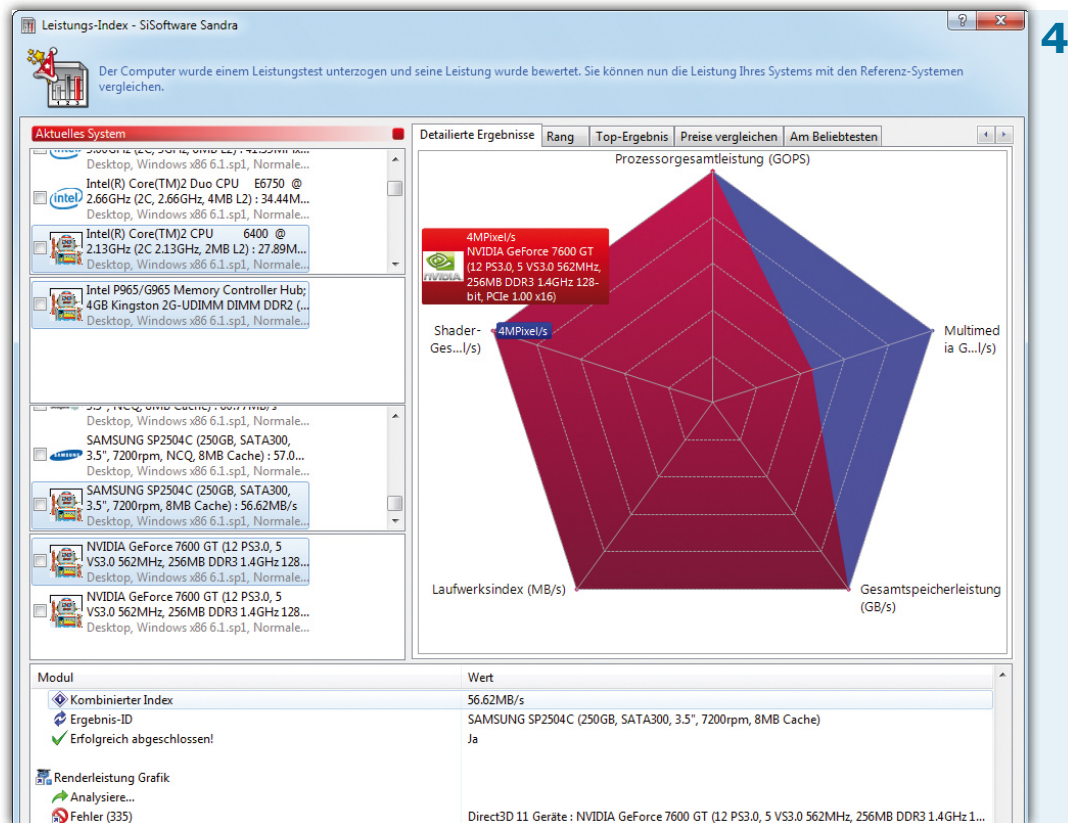 Leistungs-Index - SiSoftware Sandra
4
Der Computer wurde einem Leistungstest unterzogen und seine Leistung wurde bewertet. Sie können nun die Leistung Ihres Systems mit den Referenz-Systemen
vergleichen.
Aktuelles System
Desktop, Windows x86 6.1.sp1, Normale...
Intel(R) Core(TM)2 Duo CPU E6750 @
2.66GHz (2C, 2.66GHz, 4MB L2) : 34.44M...
Desktop, Windows x86 6.1.sp1, Normale...
Intel(R) Core(TM)2 CPU 6400 @
2.13GHz (2C 2.13GHz, 2MB L2) : 27.89M...
Desktop, Windows x86 6.1.sp1, Normale...
Intel P965/G965 Memory Controller Hub;
4GB Kingston 2G-UDIMM DIMM DDR2 (...
Desktop, Windows x86 6.1.sp1, Normale...
Desktop, Windows x86 6.1.sp1, Normale...
SAMSUNG SP2504C (250GB, SATA300,
3.5", 7200rpm, NCQ, 8MB Cache) : 57.0...
Desktop, Windows x86 6.1.sp1, Normale...
SAMSUNG SP2504C (250GB, SATA300,
3.5", 7200rpm, 8MB Cache) : 56.62MB/s
Desktop, Windows x86 6.1.sp1, Normale...
NVIDIA GeForce 7600 GT (12 PS3.0, 5
VS3.0 562MHz, 256MB DDR3 1.4GHz 128...
Desktop, Windows x86 6.1.sp1, Normale...
NVIDIA GeForce 7600 GT (12 PS3.0, 5
VS3.0 562MHz, 256MB DDR3 1.4GHz 128...
Desktop, Windows x86 6.1.sp1, Normale...
Detailierte Ergebnisse Rang Top-Ergebnis Preise vergleichen Am Beliebtesten
Prozessorgesamtleistung (GOPS)
4MPixel/s
NVIDIA GeForce 7600 GT
(12 PS3.0, 5 VS3.0 562MHz,
256MB DDR3 1.4GHz 128-
bit, PCIe 1.00 x16)
nVIDIA
Shader-
Ges...l/s)
4MPixel/s
Multimed
ia G...l/s)
Laufwerksindex (MB/s)
Gesamtspeicherleistung
(GB/s)
Modul Wert
Kombinierter Index 56.62MB/s
Ergebnis-ID SAMSUNG SP2504C (250GB, SATA300, 3.5", 7200rpm, 8MB Cache)
Erfolgreich abgeschlossen! Ja
Renderleistung Grafik
Analysiere...
Fehler (335) Direct3D 11 Geräte : NVIDIA GeForce 7600 GT (12 PS3.0, 5 VS3.0 562MHz, 256MB DDR3 1.4GHz 1...